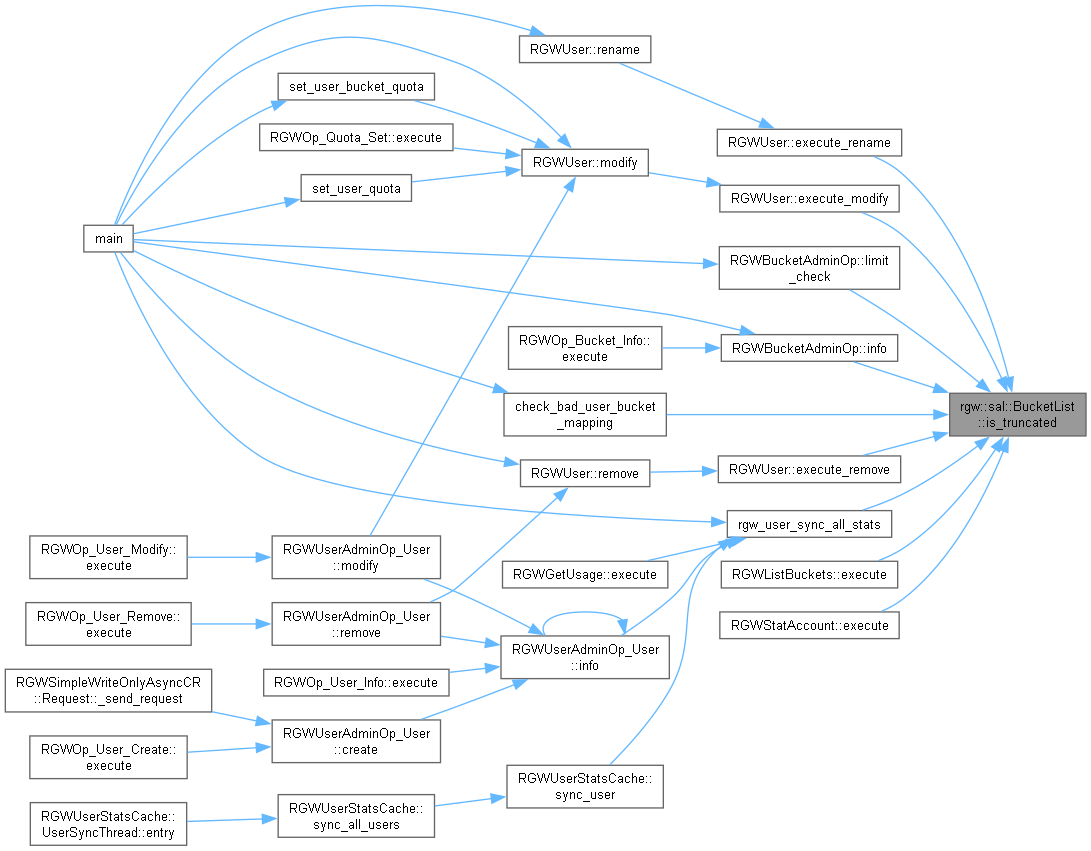 RGWUser::rename
set_user_bucket_quota
RGWOp_Quota_Set::execute
RGWUser::execute_rename
RGWUser::modify
set_user_quota
RGWUser::execute_modify
main
RGWBucketAdminOp::limit
_check
RGWOp_Bucket_Info::
execute
RGWBucketAdminOp::info
check_bad_user_bucket
_mapping
rgw::sal::BucketList
::is_truncated
RGWUser::remove
RGWUser::execute_remove
rgw_user_sync_all_stats
RGWOp_User_Modify::
execute
RGWUserAdminOp_User
::modify
RGWGetUsage::execute
RGWListBuckets::execute
RGWOp_User_Remove::
execute
RGWUserAdminOp_User
::remove
RGWStatAccount::execute
RGWUserAdminOp_User
::info
RGWOp_User_Info::execute
RGWSimpleWriteOnlyAsyncCR
::Request::_send_request
RGWUserAdminOp_User
::create
RGWOp_User_Create::
execute
RGWUserStatsCache::
sync_user
RGWUserStatsCache::
UserSyncThread::entry
RGWUserStatsCache::
sync_all_users